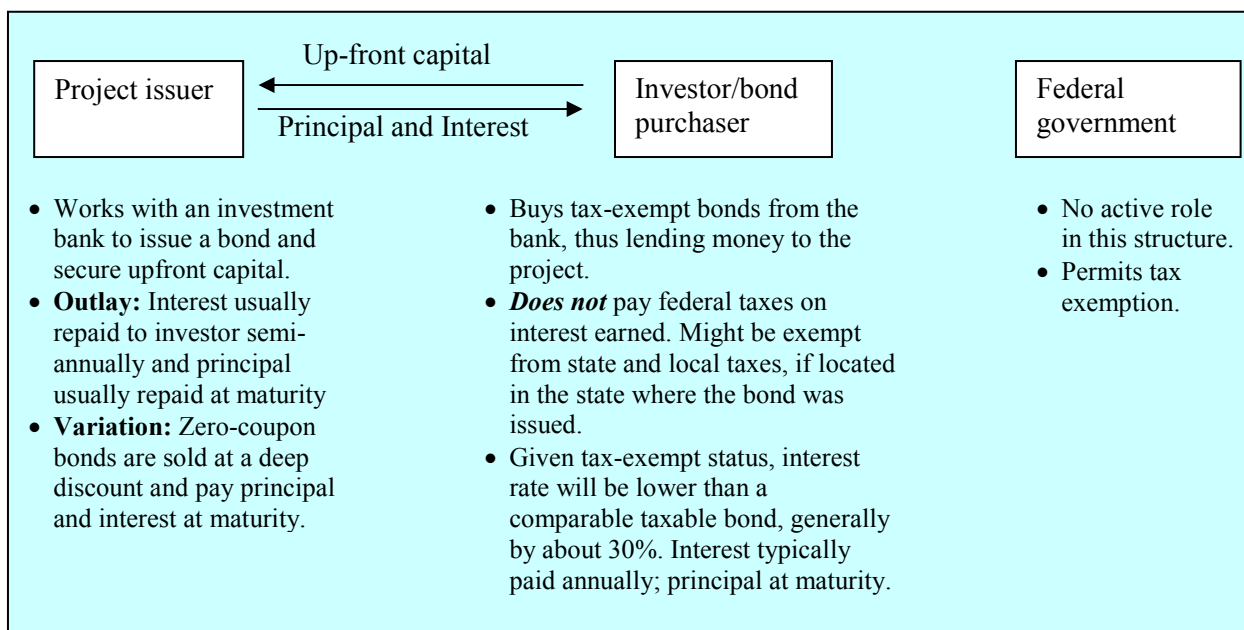 Up-front capital
Project issuer
Principal and Interest
Investor/bond
purchaser
Federal
government
• Works with an investment
bank to issue a bond and
secure upfront capital.
• Outlay: Interest usually
repaid to investor semi-
annually and principal
usually repaid at maturity
• Variation: Zero-coupon
bonds are sold at a deep
discount and pay principal
and interest at maturity.
• Buys tax-exempt bonds from the
bank, thus lending money to the
project.
• Does not pay federal taxes on
interest earned. Might be exempt
from state and local taxes, if located
in the state where the bond was
issued.
• Given tax-exempt status, interest
rate will be lower than a
comparable taxable bond, generally
by about 30%. Interest typically
paid annually; principal at maturity.
• No active role
in this structure.
• Permits tax
exemption.